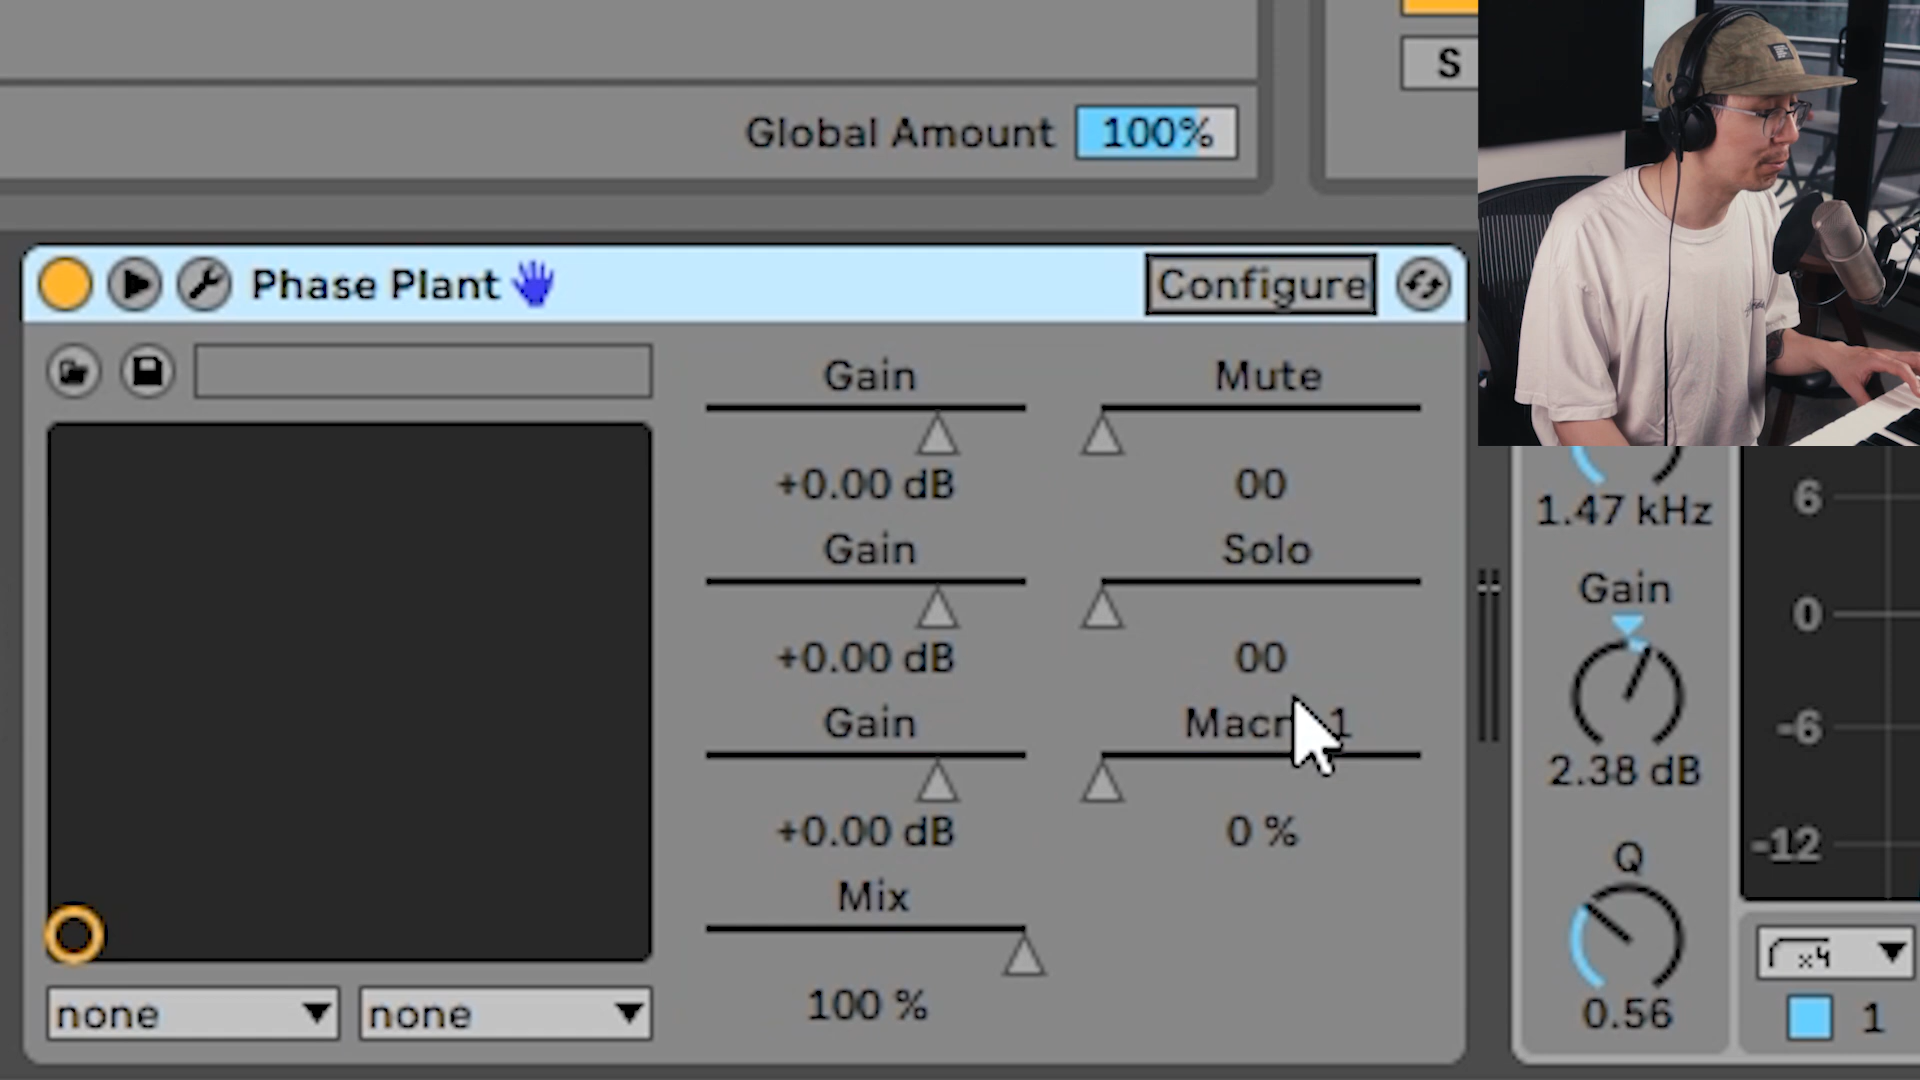 S
Global Amount 100%
Phase Plant Configure
Gain Mute
+0.00 dB 00
Gain Solo
+0.00 dB 00
Gain 1
+0.00 dB 0 %
Mix
100 %
none none
1.47 kHz
Gain
2.38 dB
Q
0.56
6
0
-6
-12
x4
1